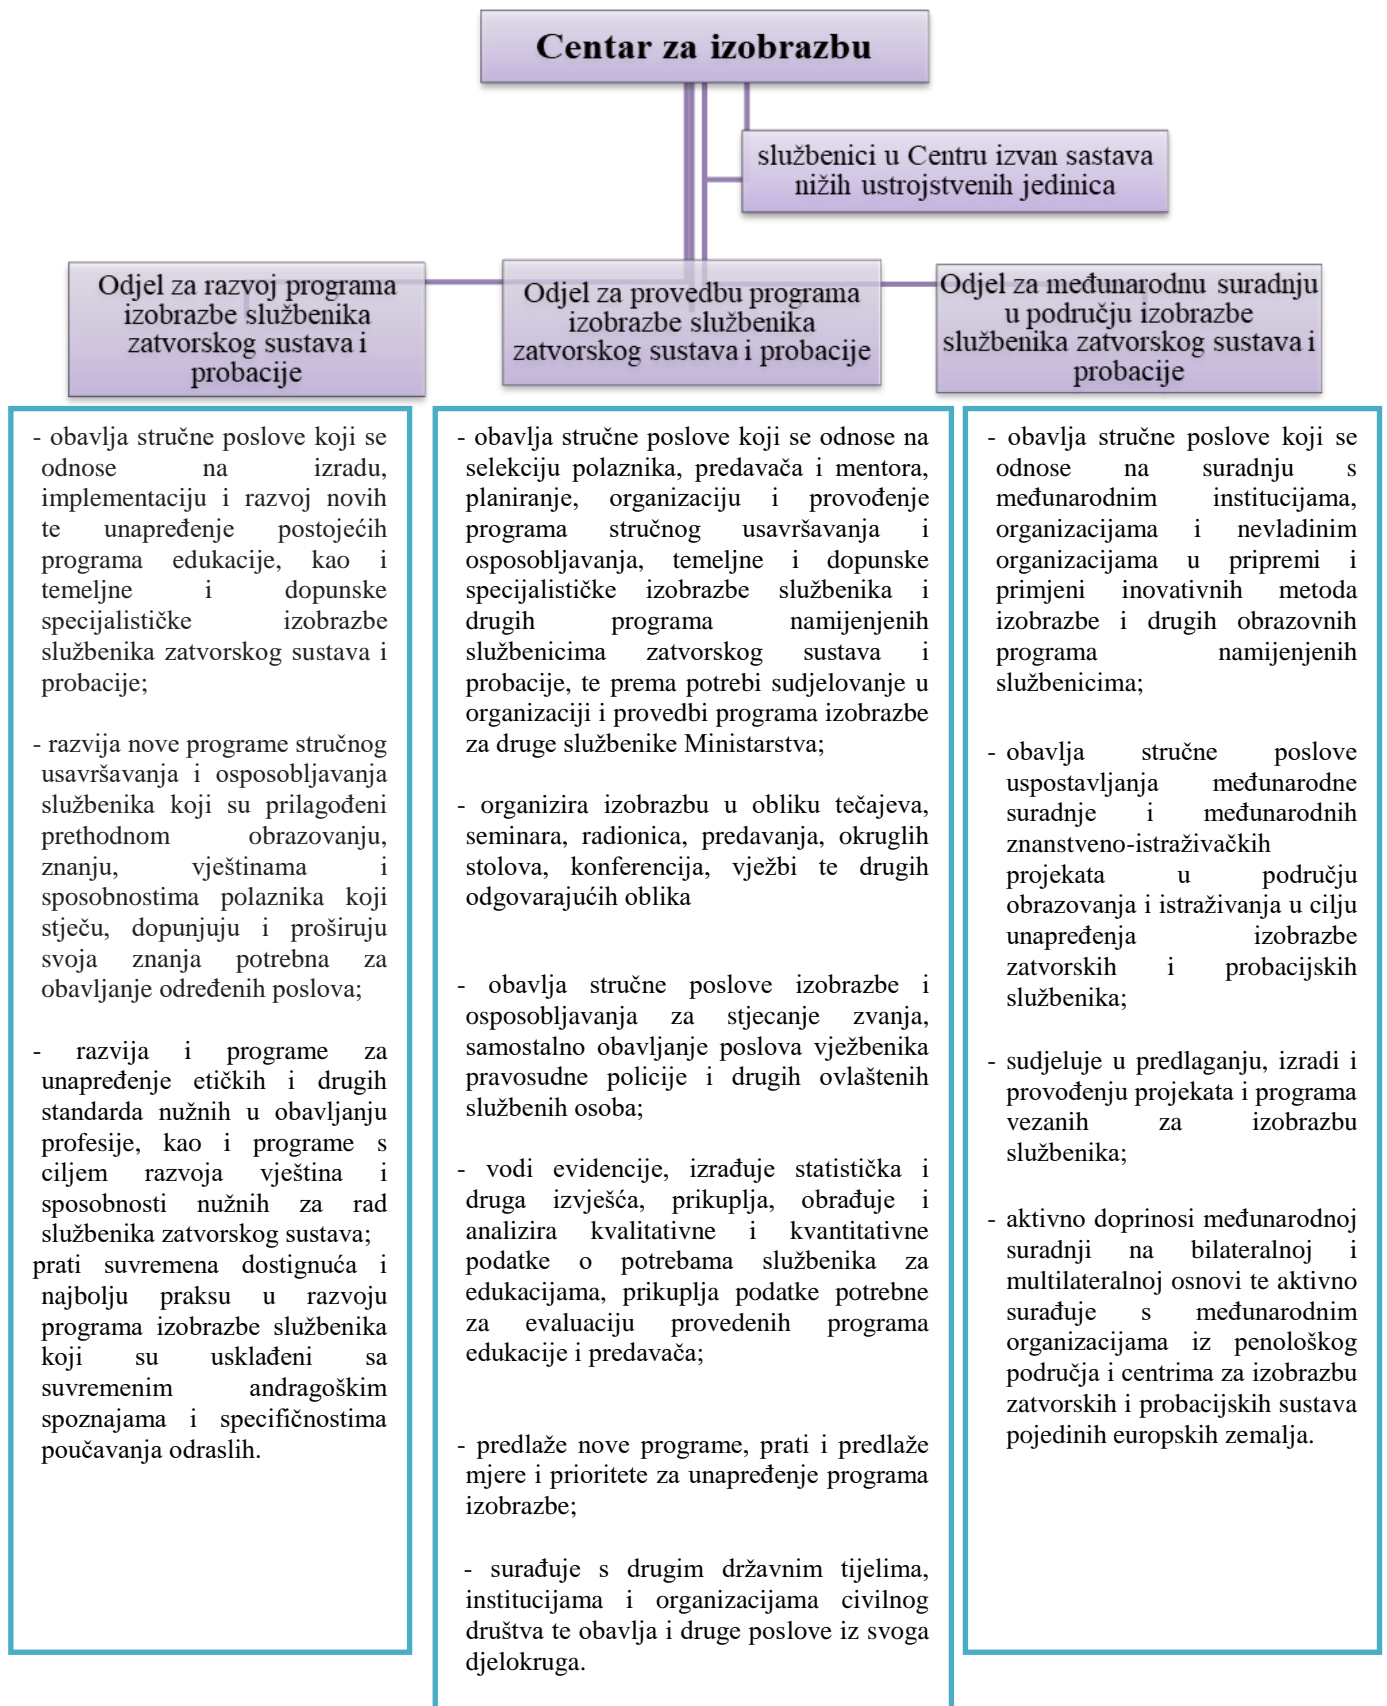 Centar za izobrazbu
službenici u Centru izvan sastava
nižih ustrojstvenih jedinica
Odjel za razvoj programa
izobrazbe službenika
zatvorskog sustava i
probacije
Odjel za provedbu programa
izobrazbe službenika
zatvorskog sustava i probacije
Odjel za međunarodnu suradnju
u području izobrazbe
službenika zatvorskog sustava i
probacije
- obavlja stručne poslove koji se
odnose na izradu,
implementaciju i razvoj novih
te unapređenje postojećih
programa edukacije, kao i
temeljne i dopunske
specijalističke izobrazbe
službenika zatvorskog sustava i
probacije;
- razvija nove programe stručnog
usavršavanja i osposobljavanja
službenika koji su prilagođeni
prethodnom obrazovanju,
znanju, vještinama i
sposobnostima polaznika koji
stječu, dopunjuju i proširuju
svoja znanja potrebna za
obavljanje određenih poslova;
- razvija i programe za
unapređenje etičkih i drugih
standarda nužnih u obavljanju
profesije, kao i programe s
ciljem razvoja vještina i
sposobnosti nužnih za rad
službenika zatvorskog sustava;
prati suvremena dostignuća i
najbolju praksu u razvoju
programa izobrazbe službenika
koji su usklađeni sa
suvremenim andragoškim
spoznajama i specifičnostima
poučavanja odraslih.
- obavlja stručne poslove koji se odnose na
selekciju polaznika, predavača i mentora,
planiranje, organizaciju i provođenje
programa stručnog usavršavanja i
osposobljavanja, temeljne i dopunske
specijalističke izobrazbe službenika i
drugih programa namijenjenih
službenicima zatvorskog sustava i
probacije, te prema potrebi sudjelovanje u
organizaciji i provedbi programa izobrazbe
za druge službenike Ministarstva;
- organizira izobrazbu u obliku tečajeva,
seminara, radionica, predavanja, okruglih
stolova, konferencija, vježbi te drugih
odgovarajućih oblika
- obavlja stručne poslove izobrazbe i
osposobljavanja za stjecanje zvanja,
samostalno obavljanje poslova vježbenika
pravosudne policije i drugih ovlaštenih
službenih osoba;
- vodi evidencije, izrađuje statistička i
druga izvješća, prikuplja, obrađuje i
analizira kvalitativne i kvantitativne
podatke o potrebama službenika za
edukacijama, prikuplja podatke potrebne
za evaluaciju provedenih programa
edukacije i predavača;
- predlaže nove programe, prati i predlaže
mjere i prioritete za unapređenje programa
izobrazbe;
- surađuje s drugim državnim tijelima,
institucijama i organizacijama civilnog
društva te obavlja i druge poslove iz svoga
djelokruga.
- obavlja stručne poslove koji se
odnose na suradnju s
međunarodnim institucijama,
organizacijama i nevladinim
organizacijama u pripremi i
primjeni inovativnih metoda
izobrazbe i drugih obrazovnih
programa namijenjenih
službenicima;
- obavlja stručne poslove
uspostavljanja međunarodne
suradnje i međunarodnih
znanstveno-istraživačkih
projekata u području
obrazovanja i istraživanja u cilju
unapređenja izobrazbe
zatvorskih i probacijskih
službenika;
- sudjeluje u predlaganju, izradi i
provođenju projekata i programa
vezanih za izobrazbu
službenika;
- aktivno doprinosi međunarodnoj
suradnji na bilateralnoj i
multilateralnoj osnovi te aktivno
surađuje s međunarodnim
organizacijama iz penološkog
područja i centrima za izobrazbu
zatvorskih i probacijskih sustava
pojedinih europskih zemalja.